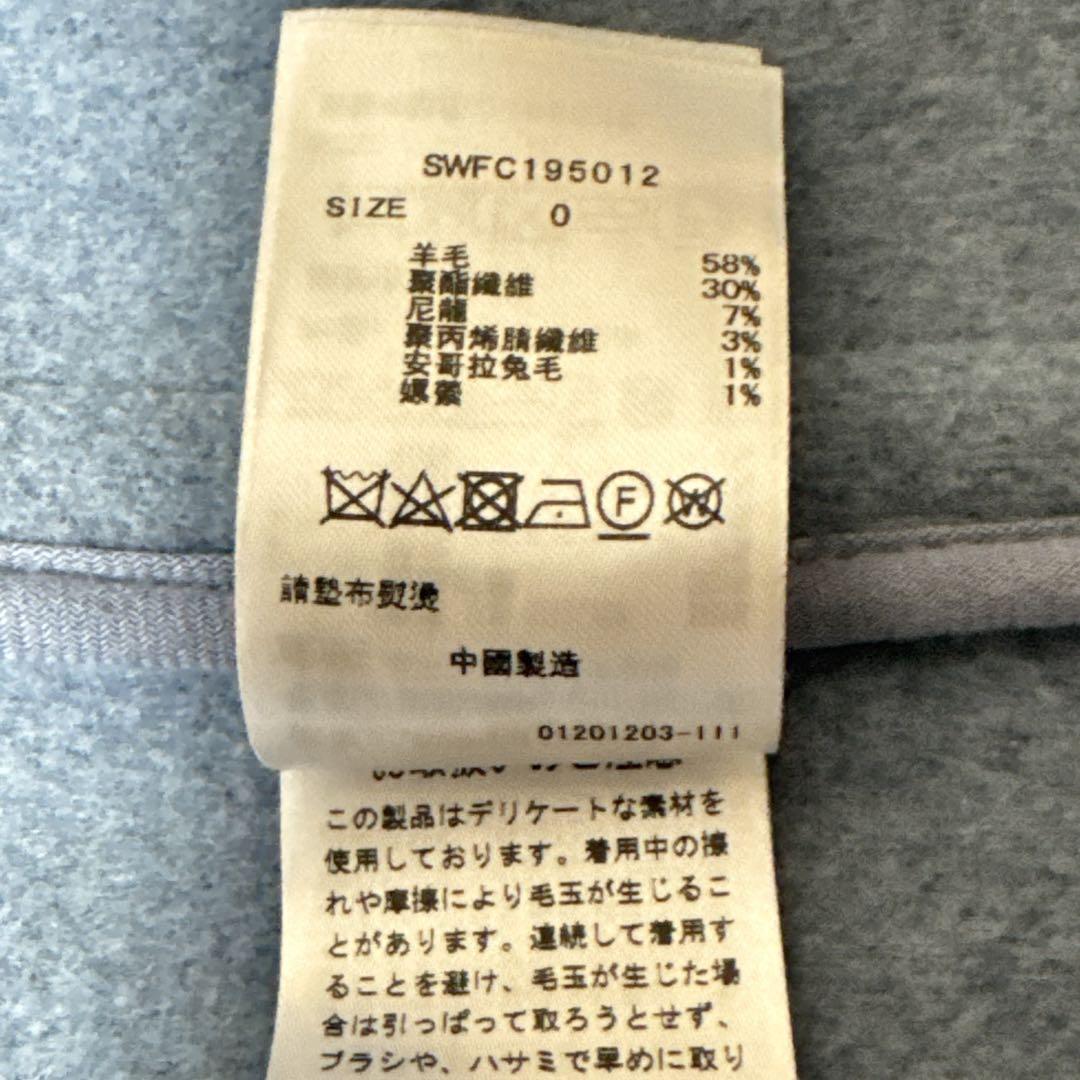 SWFC195012
SIZE 0
羊毛 58%
聚酯纖維 30%
尼龍 7%
聚丙烯腈纖維 3%
安哥拉兔毛 1%
嫘縈 1%
F
W
請墊布熨燙
中國製造
01201203-111
この製品はデリケートな素材を
使用しております。着用中の擦
れや摩擦により毛玉が生じるこ
とがあります。連続して着用す
ることを避け、毛玉が生じた場
合は引っぱって取ろうとせず、
ブラシや、ハサミで早めに取り